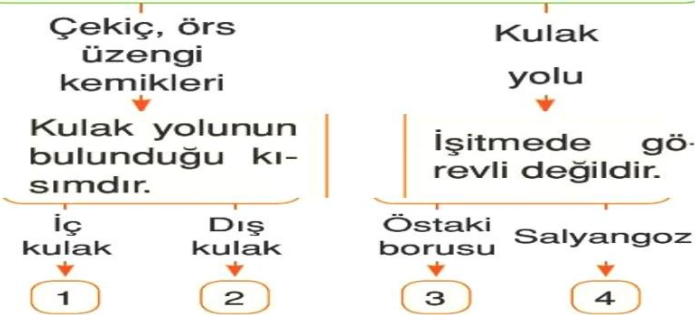 Çekiç, örs
üzengi
kemikleri
Kulak
yolu
Kulak yolunun
bulunduğu kı-
sımdır.
İşitmede gö-
revli değildir.
İç
kulak
Dış
kulak
Östaki
borusu
Salyangoz
1
2
3
4